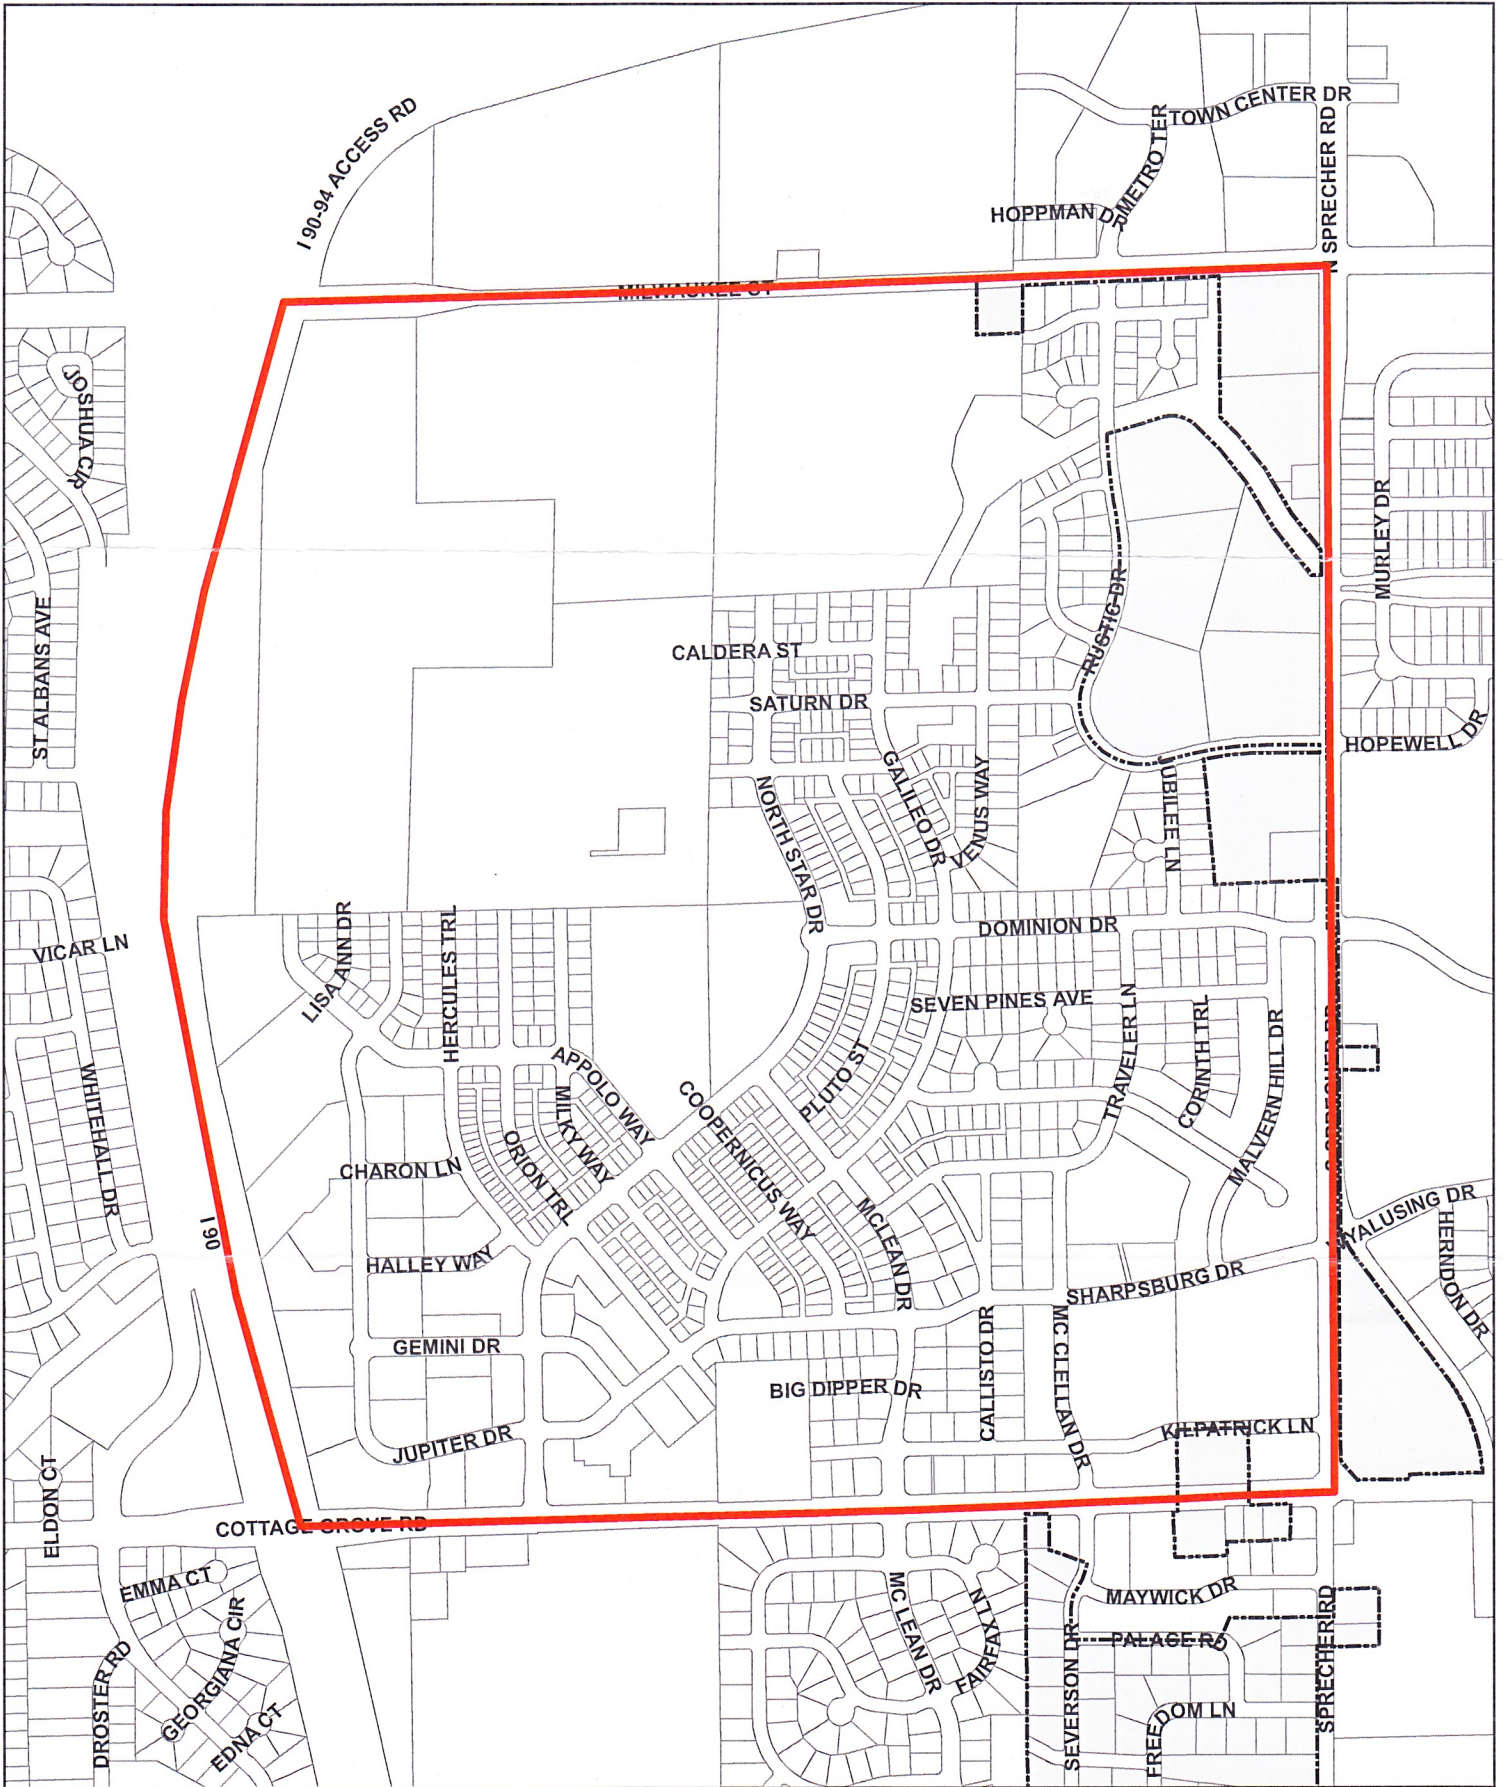 TOWN CENTER DR
I 90-94 ACCESS RD
METRO TER
N SPRECHER RD
HOPPMAN DR
MILWAUKEE ST
JOSHUA CIR
MURLEY DR
RUSTIC DR
ST ALBANS AVE
CALDERA ST
SATURN DR
HOPEWELL DR
GALILEO DR
VENUS WAY
JUBILEE LN
NORTH STAR DR
DOMINION DR
VICAR LN
LISA ANN DR
HERCULES TRL
SEVEN PINES AVE
TRAVELER LN
CORINTH TRL
MALVERN HILL DR
S SPRECHER RD
APPOLO WAY
PLUTO ST
WHITEHALL DR
MILKY WAY
COOPERNICUS WAY
ORION TRL
CHARON LN
MCLEAN DR
WYALUSING DR
HERNDON DR
I 90
HALLEY WAY
SHARPSBURG DR
GEMINI DR
CALLISTO DR
MC CLELLAN DR
BIG DIPPER DR
JUPITER DR
KILPATRICK LN
ELDON CT
COTTAGE GROVE RD
EMMA CT
GEORGIANA CIR
DROSTER RD
EDNA CT
MC LEAN DR
FAIRFAX LN
MAYWICK DR
PALACE RD
SEVERSON DR
FREEDOM LN
SPRECHER RD